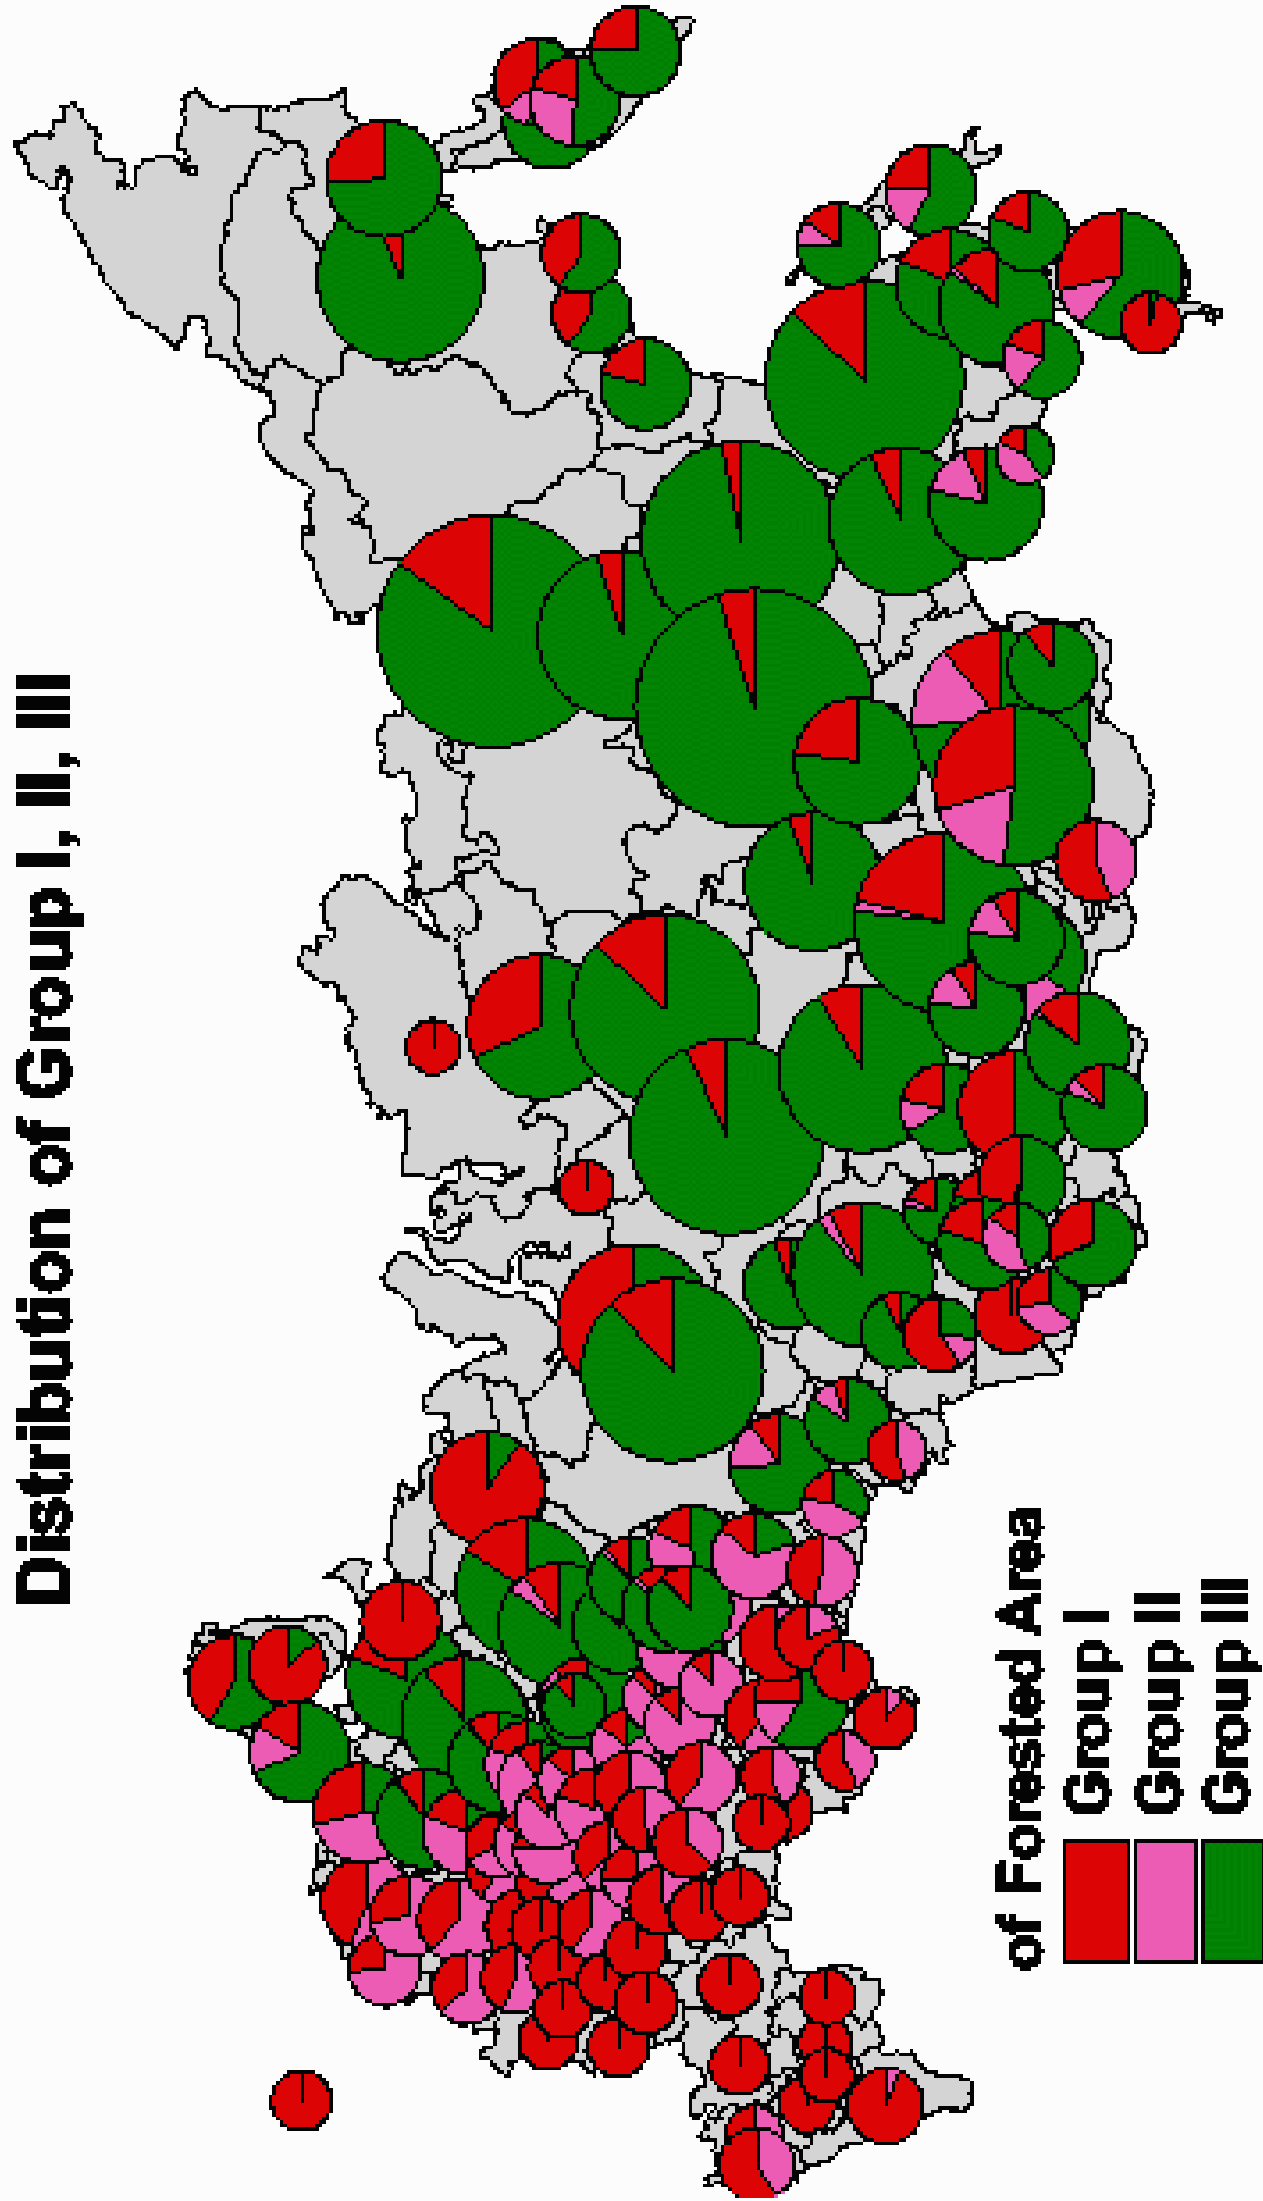 Distribution of Group I, II, III
of Forested Area
Group I
Group II
Group III